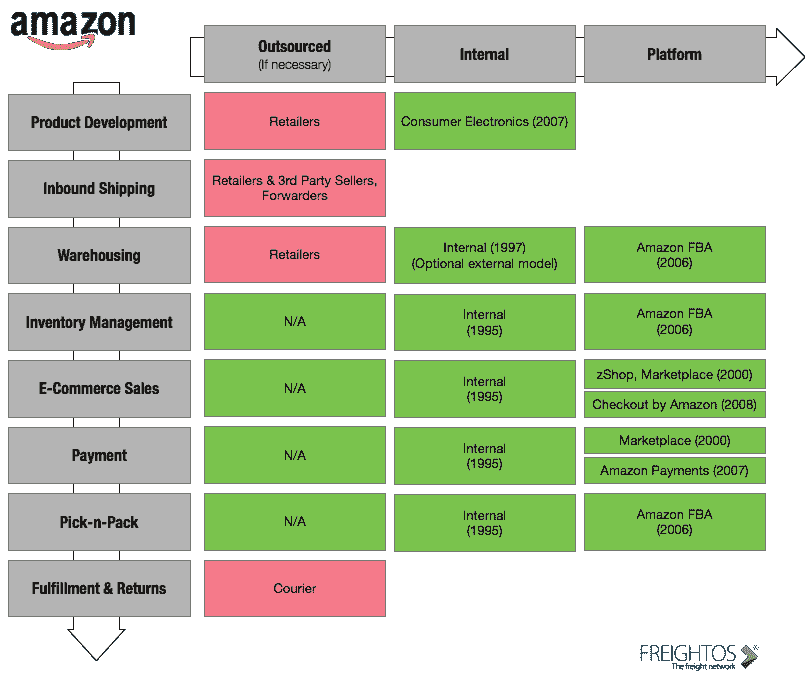 amazon
Outsourced
(If necessary)
Internal
Platform
Product Development
Retailers
Consumer Electronics (2007)
Inbound Shipping
Retailers & 3rd Party Sellers,
Forwarders
Warehousing
Retailers
Internal (1997)
(Optional external model)
Amazon FBA
(2006)
Inventory Management
N/A
Internal
(1995)
Amazon FBA
(2006)
E-Commerce Sales
N/A
Internal
(1995)
zShop, Marketplace (2000)
Checkout by Amazon (2008)
Payment
N/A
Internal
(1995)
Marketplace (2000)
Amazon Payments (2007)
Pick-n-Pack
N/A
Internal
(1995)
Amazon FBA
(2006)
Fulfillment & Returns
Courier
FREIGHTOS
The freight network